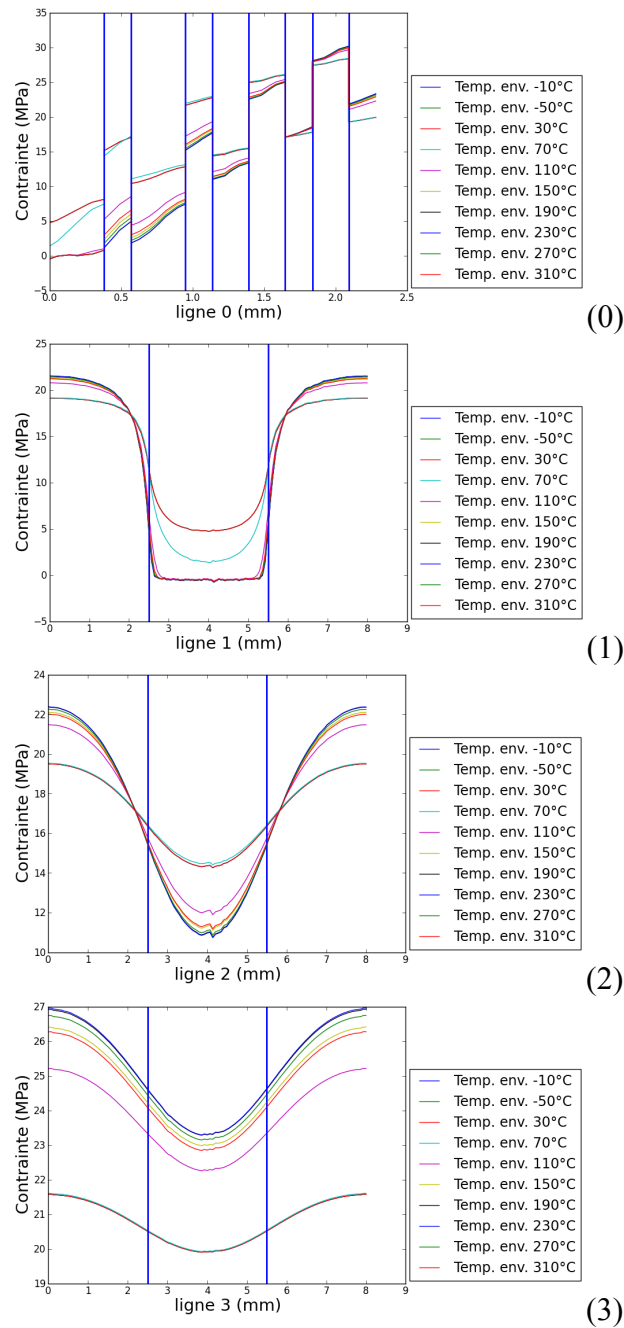 35
30
25
20
15
10
5
0
−5
Contrainte (MPa)
0.0 0.5 1.0 1.5 2.0 2.5
ligne 0 (mm)
Temp. env. -10°C
Temp. env. -50°C
Temp. env. 30°C
Temp. env. 70°C
Temp. env. 110°C
Temp. env. 150°C
Temp. env. 190°C
Temp. env. 230°C
Temp. env. 270°C
Temp. env. 310°C
(0)
25
20
15
10
5
0
−5
Contrainte (MPa)
0 1 2 3 4 5 6 7 8 9
ligne 1 (mm)
Temp. env. -10°C
Temp. env. -50°C
Temp. env. 30°C
Temp. env. 70°C
Temp. env. 110°C
Temp. env. 150°C
Temp. env. 190°C
Temp. env. 230°C
Temp. env. 270°C
Temp. env. 310°C
(1)
24
22
20
18
16
14
12
10
Contrainte (MPa)
0 1 2 3 4 5 6 7 8 9
ligne 2 (mm)
Temp. env. -10°C
Temp. env. -50°C
Temp. env. 30°C
Temp. env. 70°C
Temp. env. 110°C
Temp. env. 150°C
Temp. env. 190°C
Temp. env. 230°C
Temp. env. 270°C
Temp. env. 310°C
(2)
27
26
25
24
23
22
21
20
19
Contrainte (MPa)
0 1 2 3 4 5 6 7 8 9
ligne 3 (mm)
Temp. env. -10°C
Temp. env. -50°C
Temp. env. 30°C
Temp. env. 70°C
Temp. env. 110°C
Temp. env. 150°C
Temp. env. 190°C
Temp. env. 230°C
Temp. env. 270°C
Temp. env. 310°C
(3)